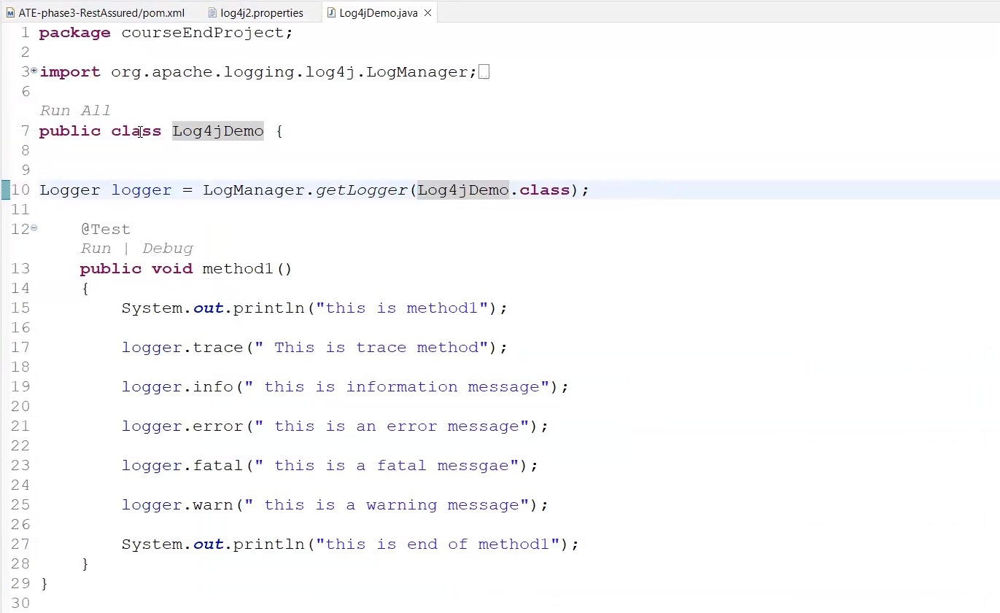 ATE-phase3-RestAssured/pom.xml log4j2.properties Log4jDemo.java
1 package courseEndProject;
2
3 import org.apache.logging.log4j.LogManager;
6
Run All
7 public class Log4jDemo {
8
9
10 Logger logger = LogManager.getLogger(Log4jDemo.class);
11
12 @Test
Run | Debug
13 public void method1()
14 {
15 System.out.println("this is method1");
16
17 logger.trace(" This is trace method");
18
19 logger.info(" this is information message");
20
21 logger.error(" this is an error message");
22
23 logger.fatal(" this is a fatal messgae");
24
25 logger.warn(" this is a warning message");
26
27 System.out.println("this is end of method1");
28 }
29 }
30